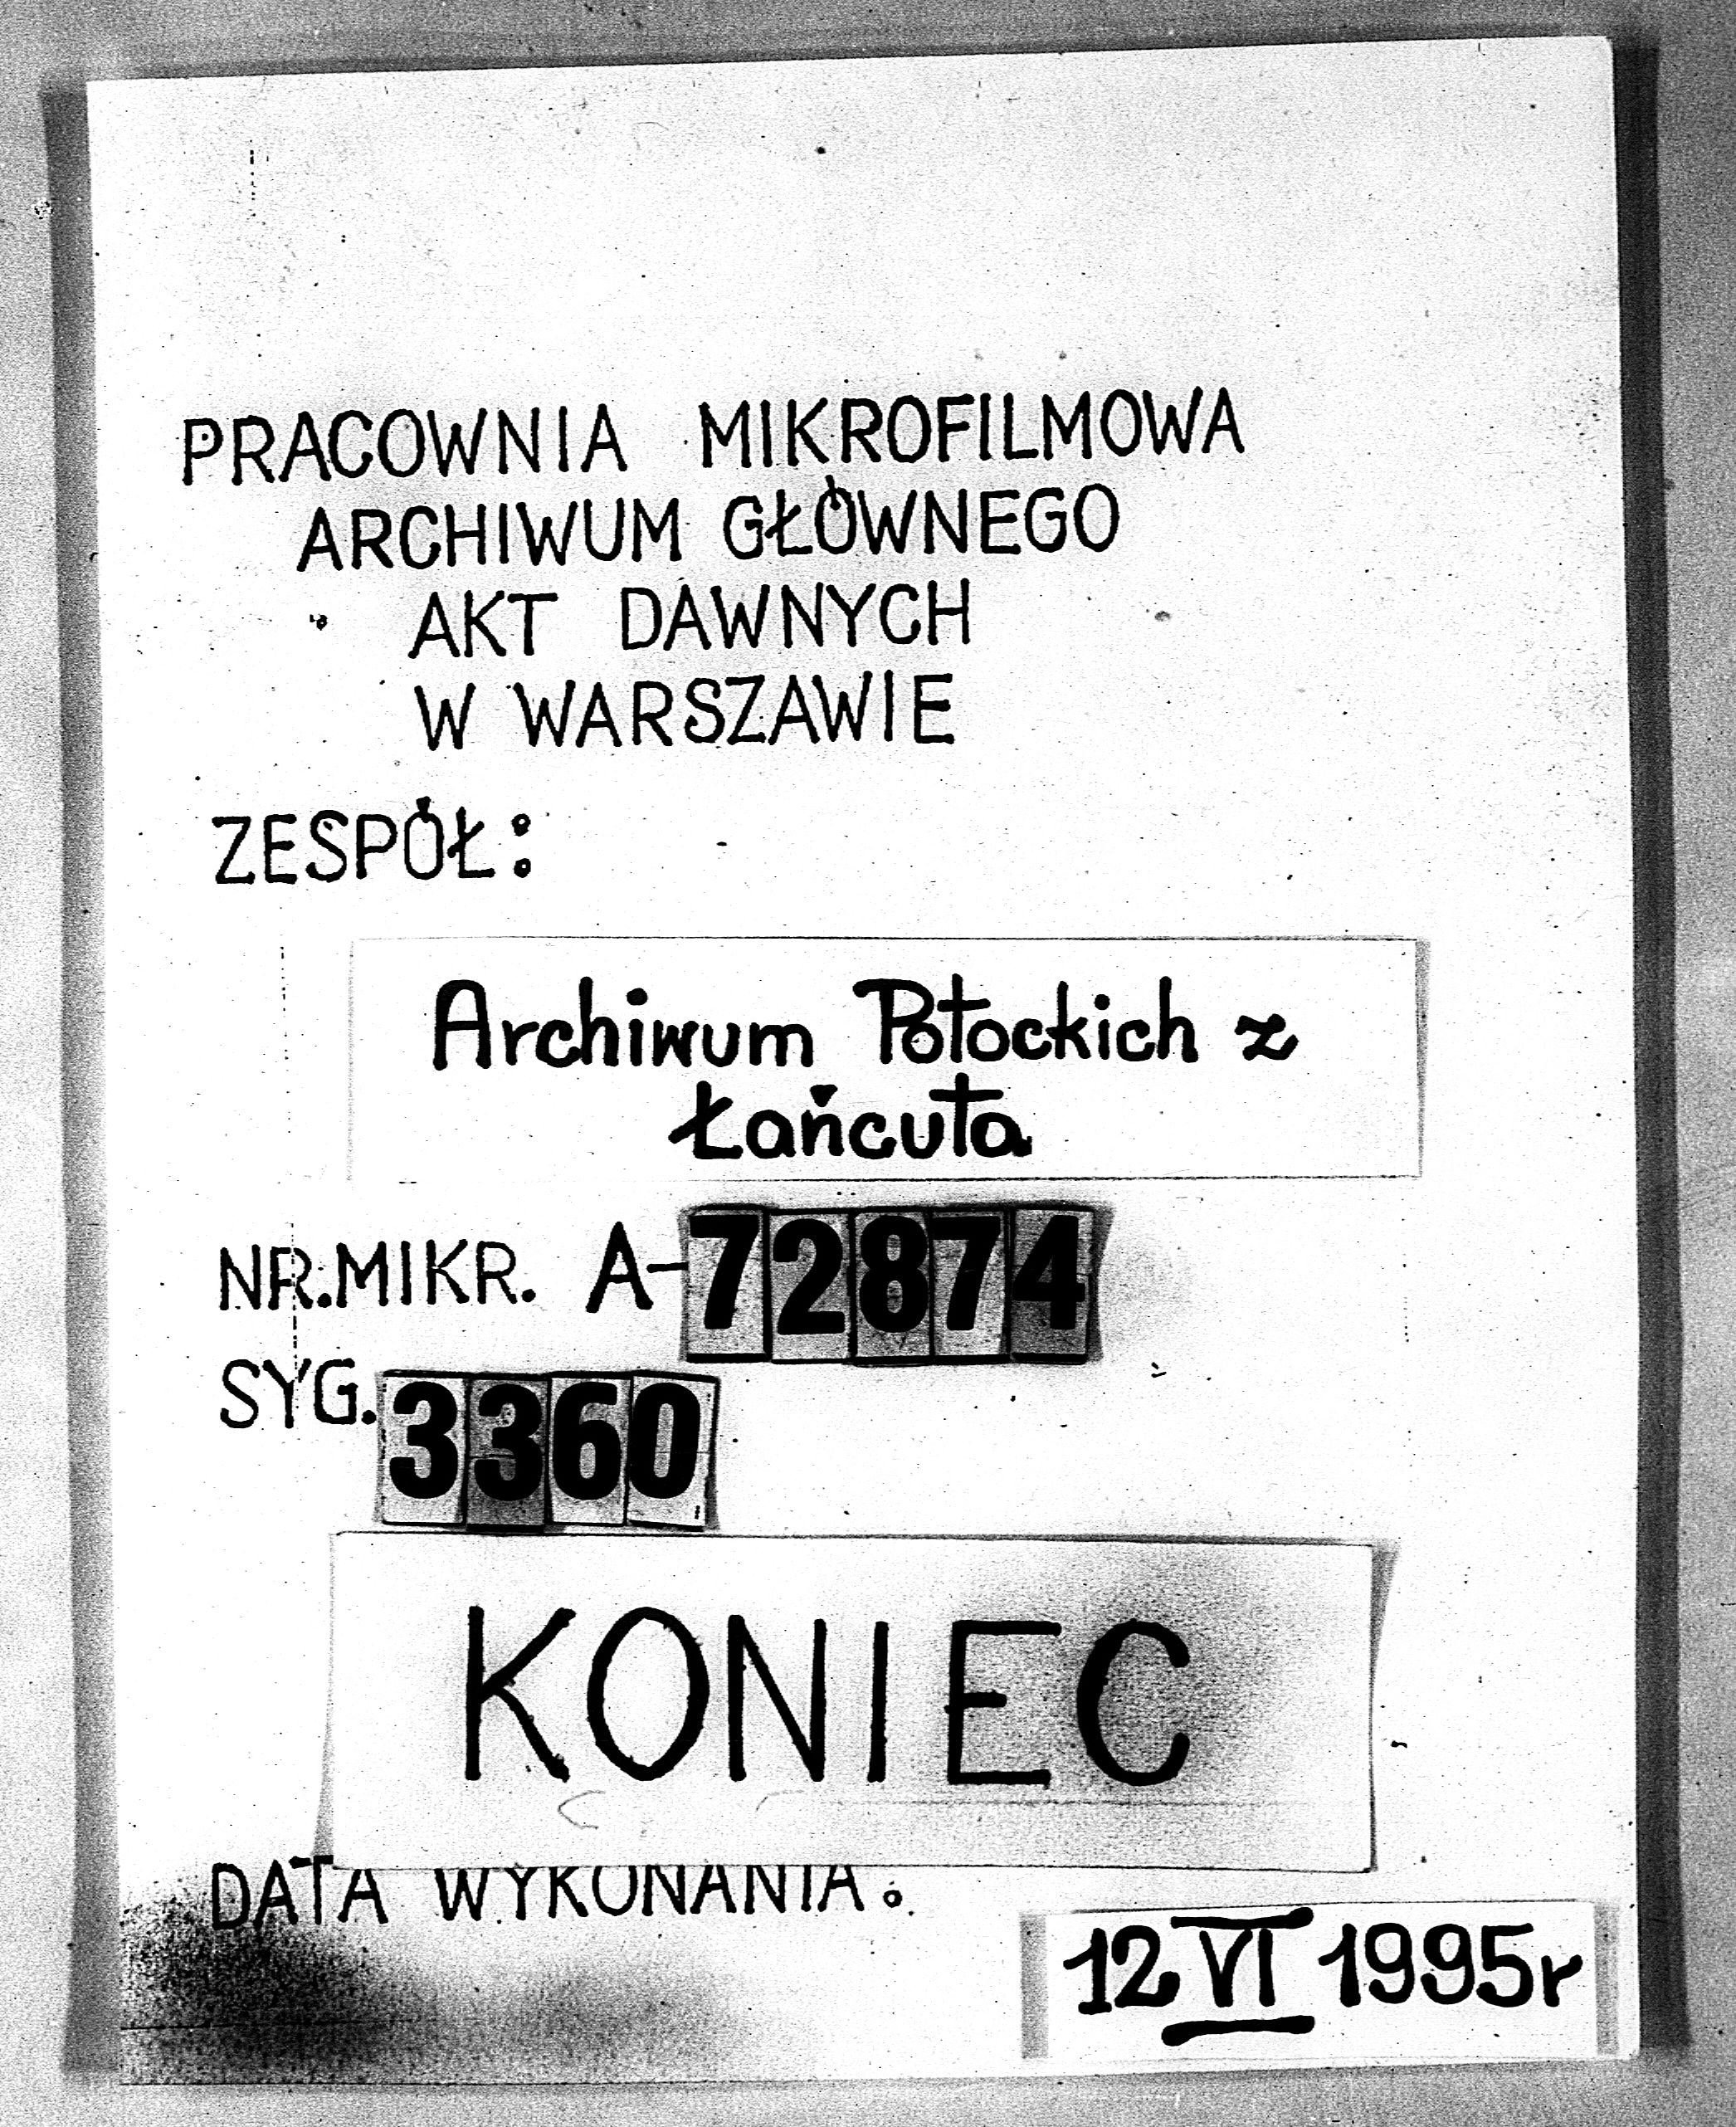 PRACOWNIA MIKROFILMOWA
ARCHIWUM GŁÓWNEGO
AKT DAWNYCH
W WARSZAWIE
ZESPÓŁ:
Archiwum Potockich z
Łańcuta
NR.MIKR. A-72874
SYG. 3360
KONIEC
DATA WYKONANIA:
12 VI 1995r